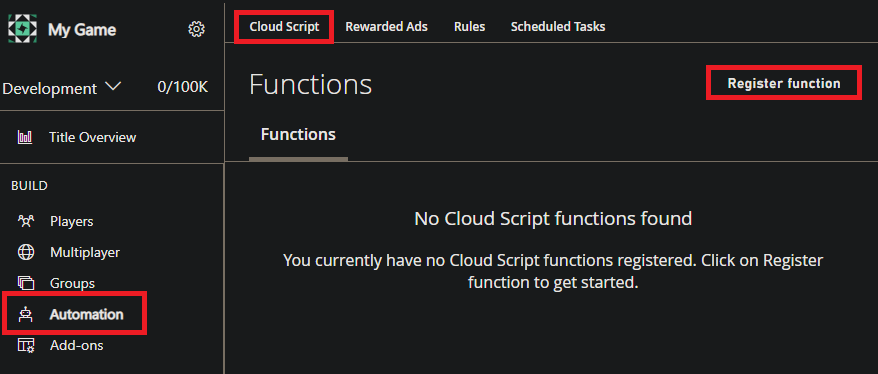 My Game
Development 0/100K
Title Overview
BUILD
Players
Multiplayer
Groups
Automation
Add-ons
Cloud Script Rewarded Ads Rules Scheduled Tasks
Functions
Register function
Functions
No Cloud Script functions found
You currently have no Cloud Script functions registered. Click on Register
function to get started.